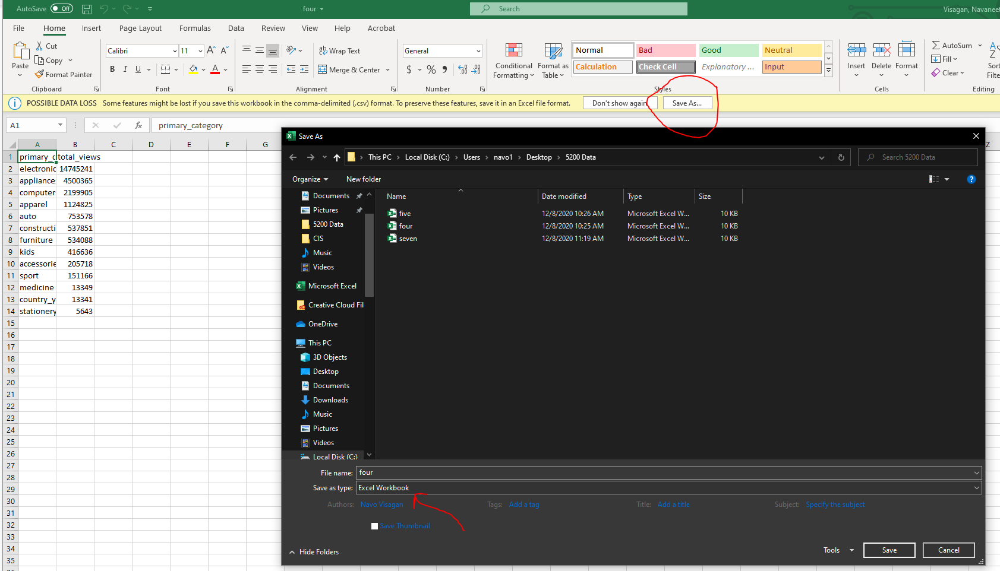 AutoSave Off four Search Visagan, Navaneet
File Home Insert Page Layout Formulas Data Review View Help Acrobat
Paste Cut Copy Format Painter
Clipboard
Calibri 11 A^ A˅
B I U A
Font
Wrap Text
Merge & Center
Alignment
General
$ % 9 .00
Number
Conditional Formatting Format as Table
Normal Bad Good Neutral
Calculation Check Cell Explanatory ... Input
Styles
Insert Delete Format
Cells
AutoSum Fill Clear
Sort Filte
Editing
POSSIBLE DATA LOSS Some features might be lost if you save this workbook in the comma-delimited (.csv) format. To preserve these features, save it in an Excel file format. Don't show again Save As...
A1 fx primary_category
A B C D E F G Z
1 primary_c total_views
2 electronic 14745241
3 appliance 4500365
4 computer 2199905
5 apparel 1124825
6 auto 753578
7 constructi 537851
8 furniture 534088
9 kids 416636
10 accessorie 205718
11 sport 151166
12 medicine 13349
13 country_y 13341
14 stationery 5643
15
16
17
18
19
20
21
22
23
24
25
26
27
28
29
30
31
32
33
34
35
Save As
This PC > Local Disk (C:) > Users > navo1 > Desktop > 5200 Data Search 5200 Data
Organize New folder ?
Name Date modified Type Size
five 12/8/2020 10:26 AM Microsoft Excel W... 10 KB
four 12/8/2020 10:25 AM Microsoft Excel W... 10 KB
seven 12/8/2020 11:19 AM Microsoft Excel W... 10 KB
Documents
Pictures
5200 Data
CIS
Music
Videos
Microsoft Excel
Creative Cloud Fil
OneDrive
This PC
3D Objects
Desktop
Documents
Downloads
Music
Pictures
Videos
Local Disk (C:)
File name: four
Save as type: Excel Workbook
Authors: Navo Visagan Tags: Add a tag Title: Add a title Subject: Specify the subject
Save Thumbnail
Hide Folders Tools Save Cancel